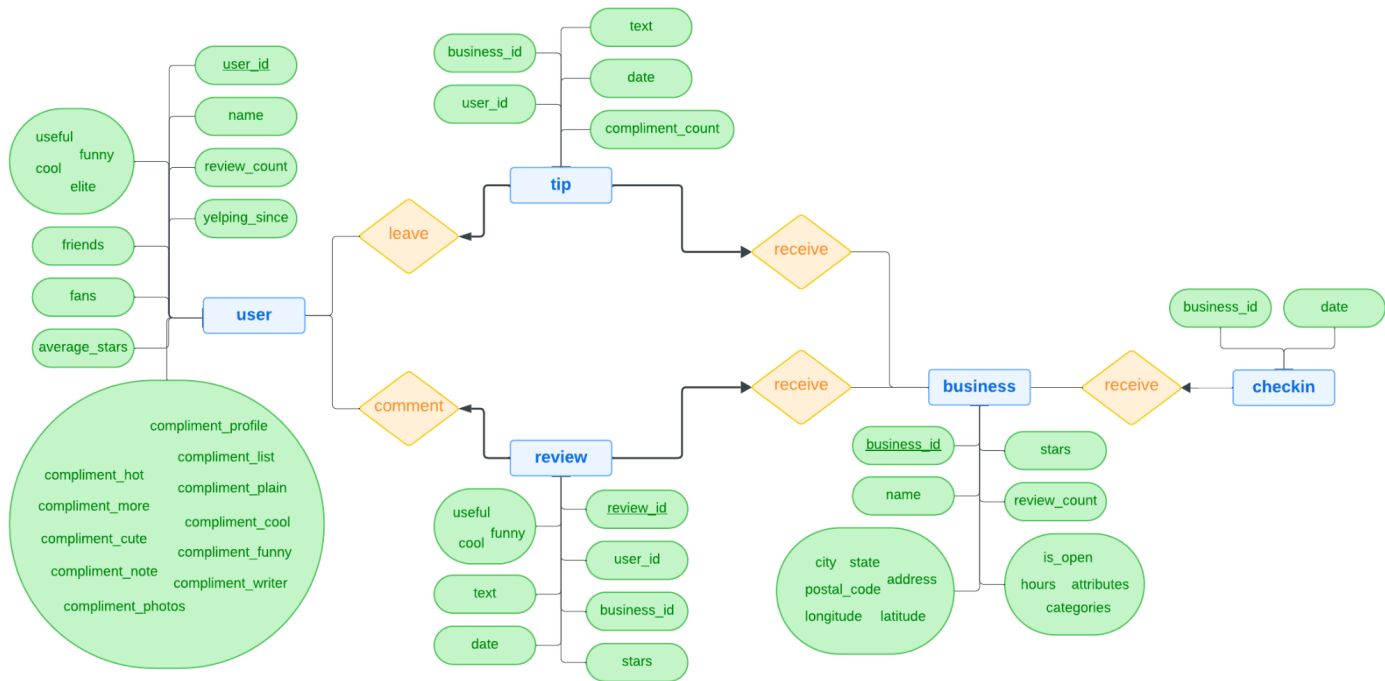 user_id
name
review_count
yelping_since
useful
funny
cool
elite
friends
fans
average_stars
user
compliment_profile
compliment_list
compliment_hot
compliment_plain
compliment_more
compliment_cool
compliment_cute
compliment_funny
compliment_note
compliment_writer
compliment_photos
leave
comment
text
business_id
date
user_id
compliment_count
tip
review
useful
funny
cool
text
date
review_id
user_id
business_id
stars
receive
receive
business
business_id
name
city state
address
postal_code
longitude latitude
stars
review_count
is_open
hours attributes
categories
receive
business_id
date
checkin